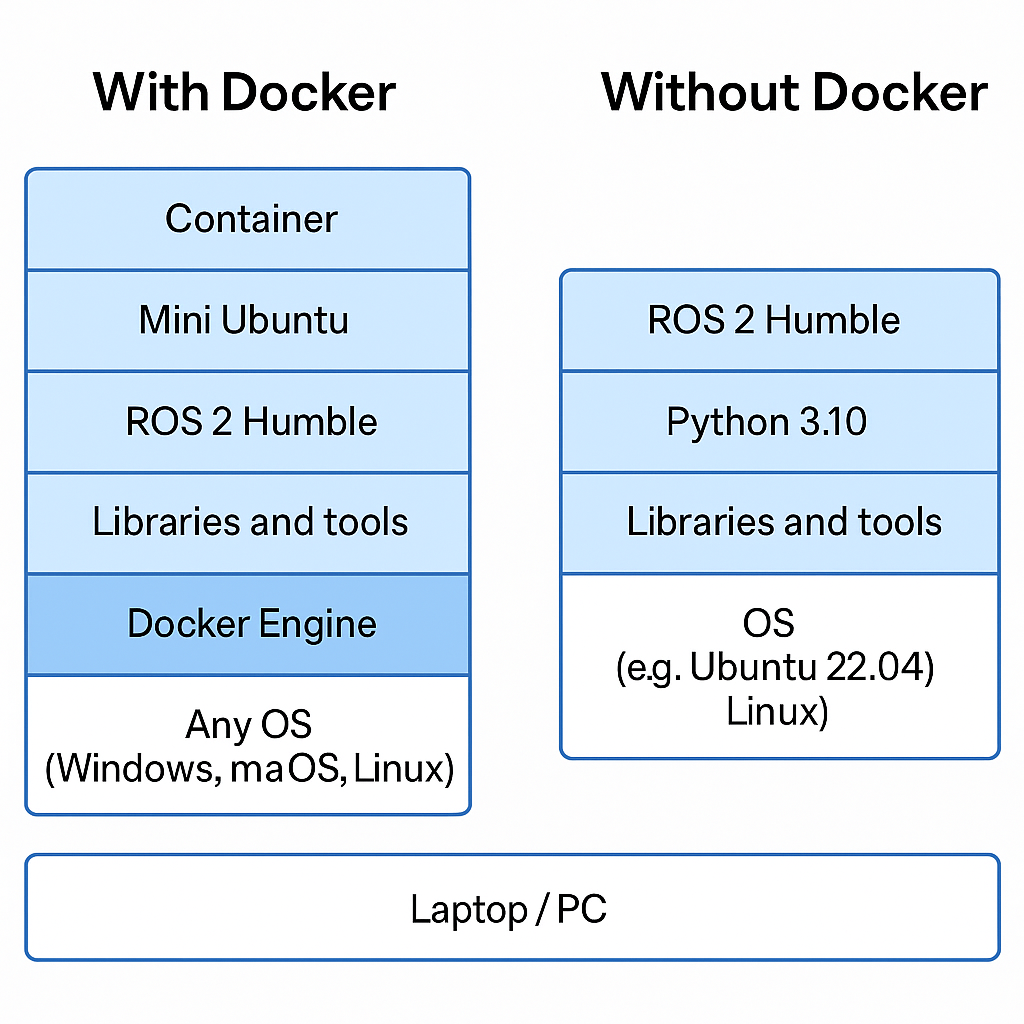 With Docker
Container
Mini Ubuntu
ROS 2 Humble
Libraries and tools
Docker Engine
Any OS
(Windows, maOS, Linux)
Without Docker
ROS 2 Humble
Python 3.10
Libraries and tools
OS
(e.g. Ubuntu 22.04)
Linux)
Laptop / PC